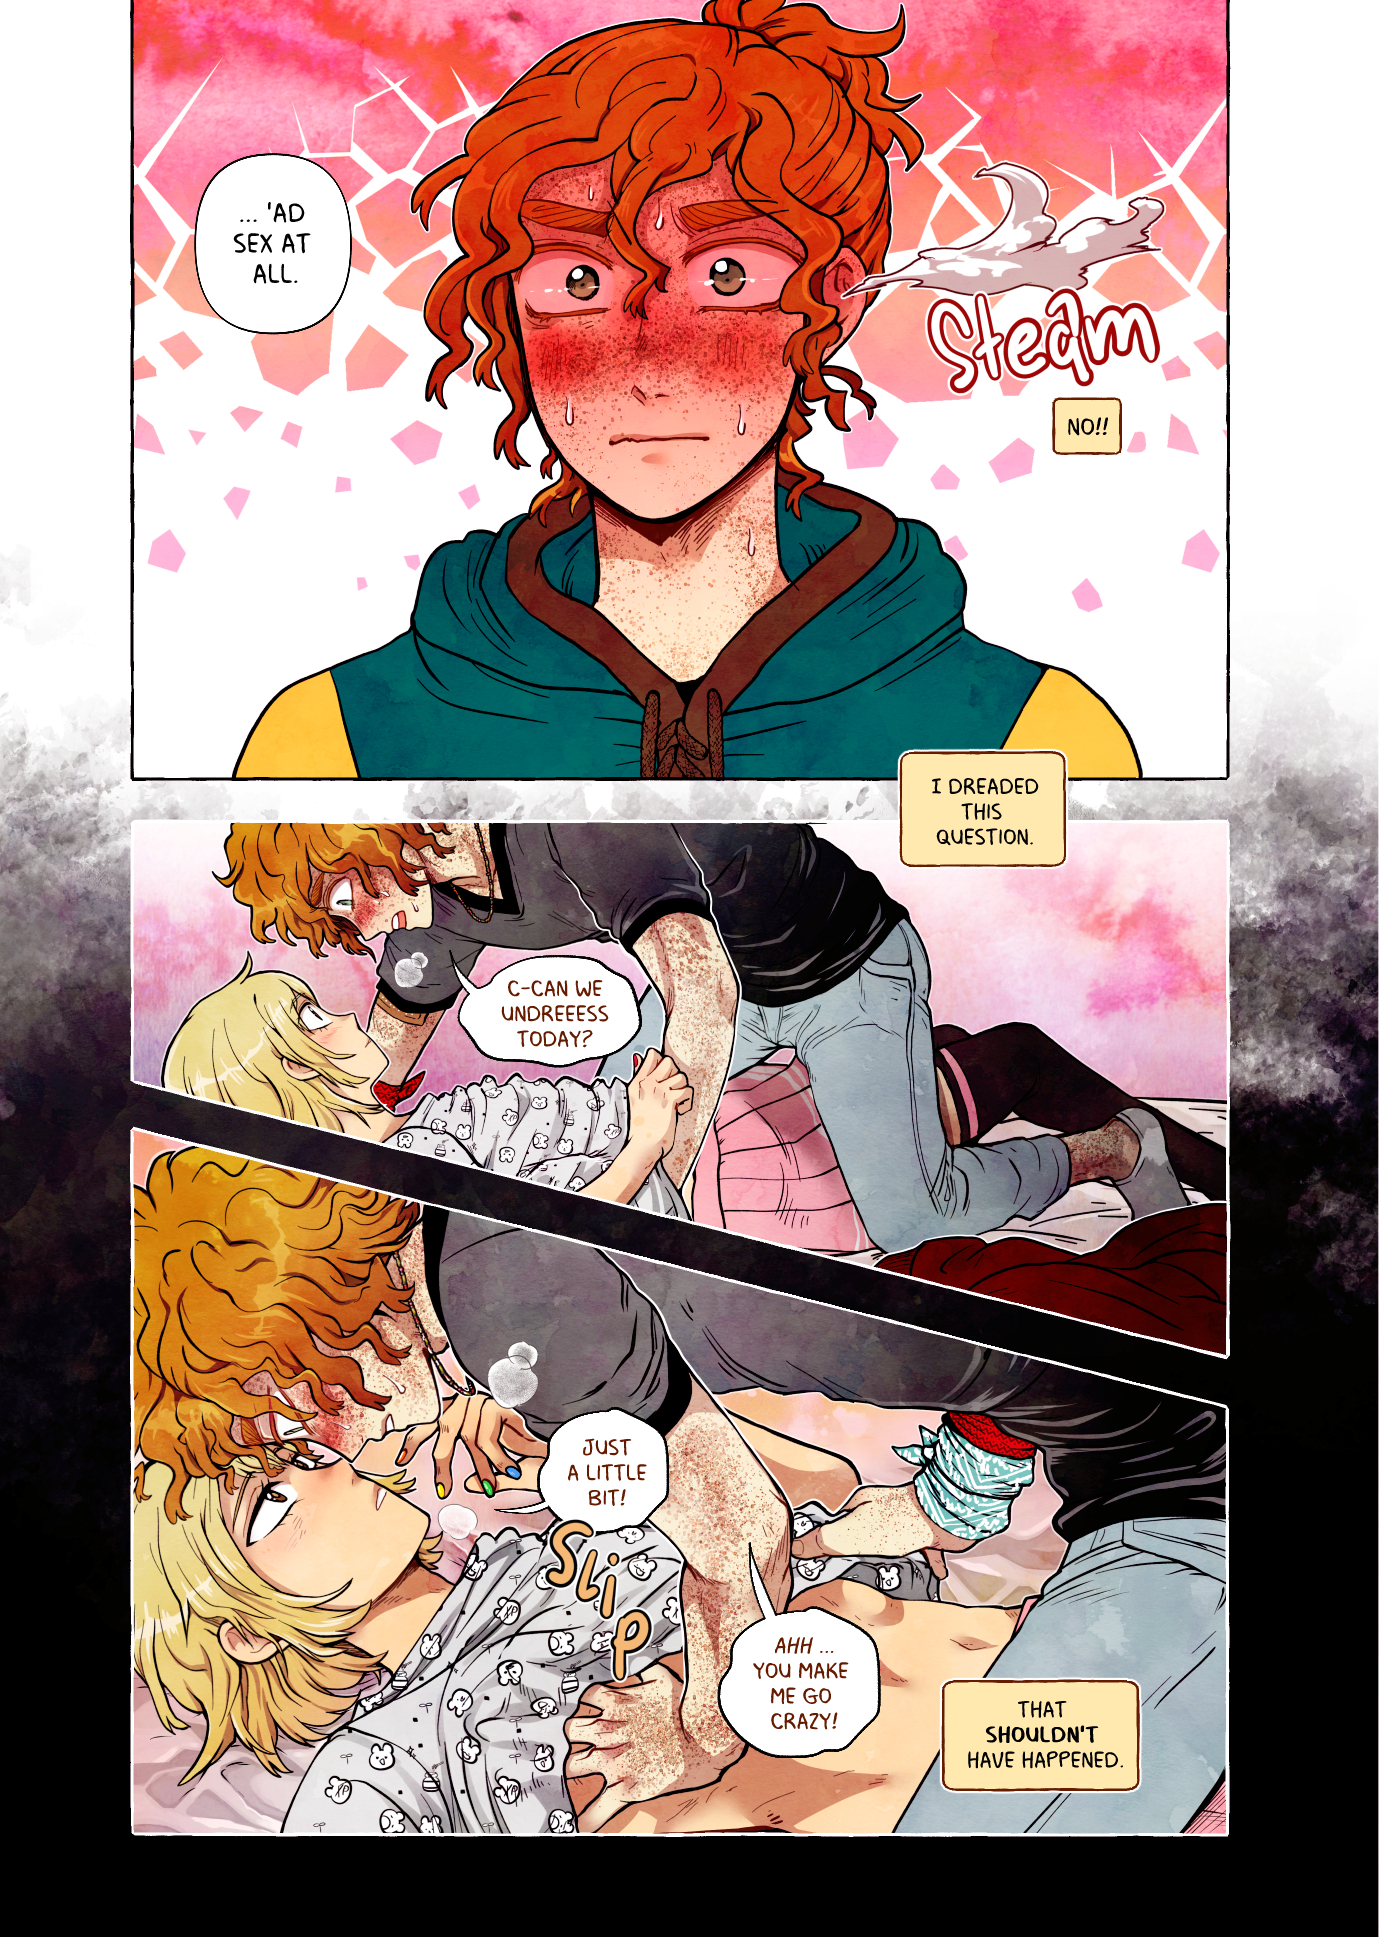 ... 'AD
SEX AT
ALL.
Steam
NO!!
I DREADED
THIS
QUESTION.
C-CAN WE
UNDREEESS
TODAY?
JUST
A LITTLE
BIT!
Slip
AHH ...
YOU MAKE
ME GO
CRAZY!
THAT
SHOULDN'T
HAVE HAPPENED.